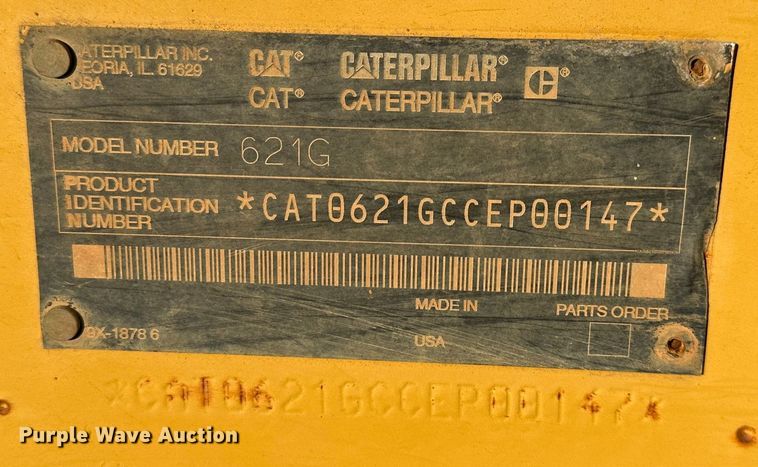 CATERPILLAR INC.
PEORIA, IL. 61629
USA
CAT® CATERPILLAR® C®
CAT® CATERPILLAR®
MODEL NUMBER 621G
PRODUCT
IDENTIFICATION
NUMBER
*CAT0621GCCEP00147*
MADE IN PARTS ORDER
9X-1878 6 USA
*CAT0621GCCEP00147*
Purple Wave Auction